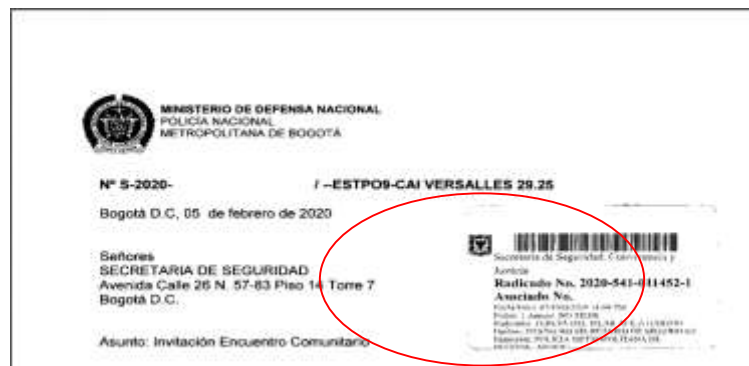 MINISTERIO DE DEFENSA NACIONAL
POLICÍA NACIONAL
METROPOLITANA DE BOGOTÁ
Nº S-2020- / –ESTPO9-CAI VERSALLES 29.25
Bogotá D.C, 05 de febrero de 2020
Señores
SECRETARIA DE SEGURIDAD
Avenida Calle 26 N. 57-83 Piso 14 Torre 7
Bogotá D.C.
Asunto: Invitación Encuentro Comunitario
Secretaría de Seguridad, Convivencia y
Justicia
Radicado No. 2020-541-011452-1
Asociado No.